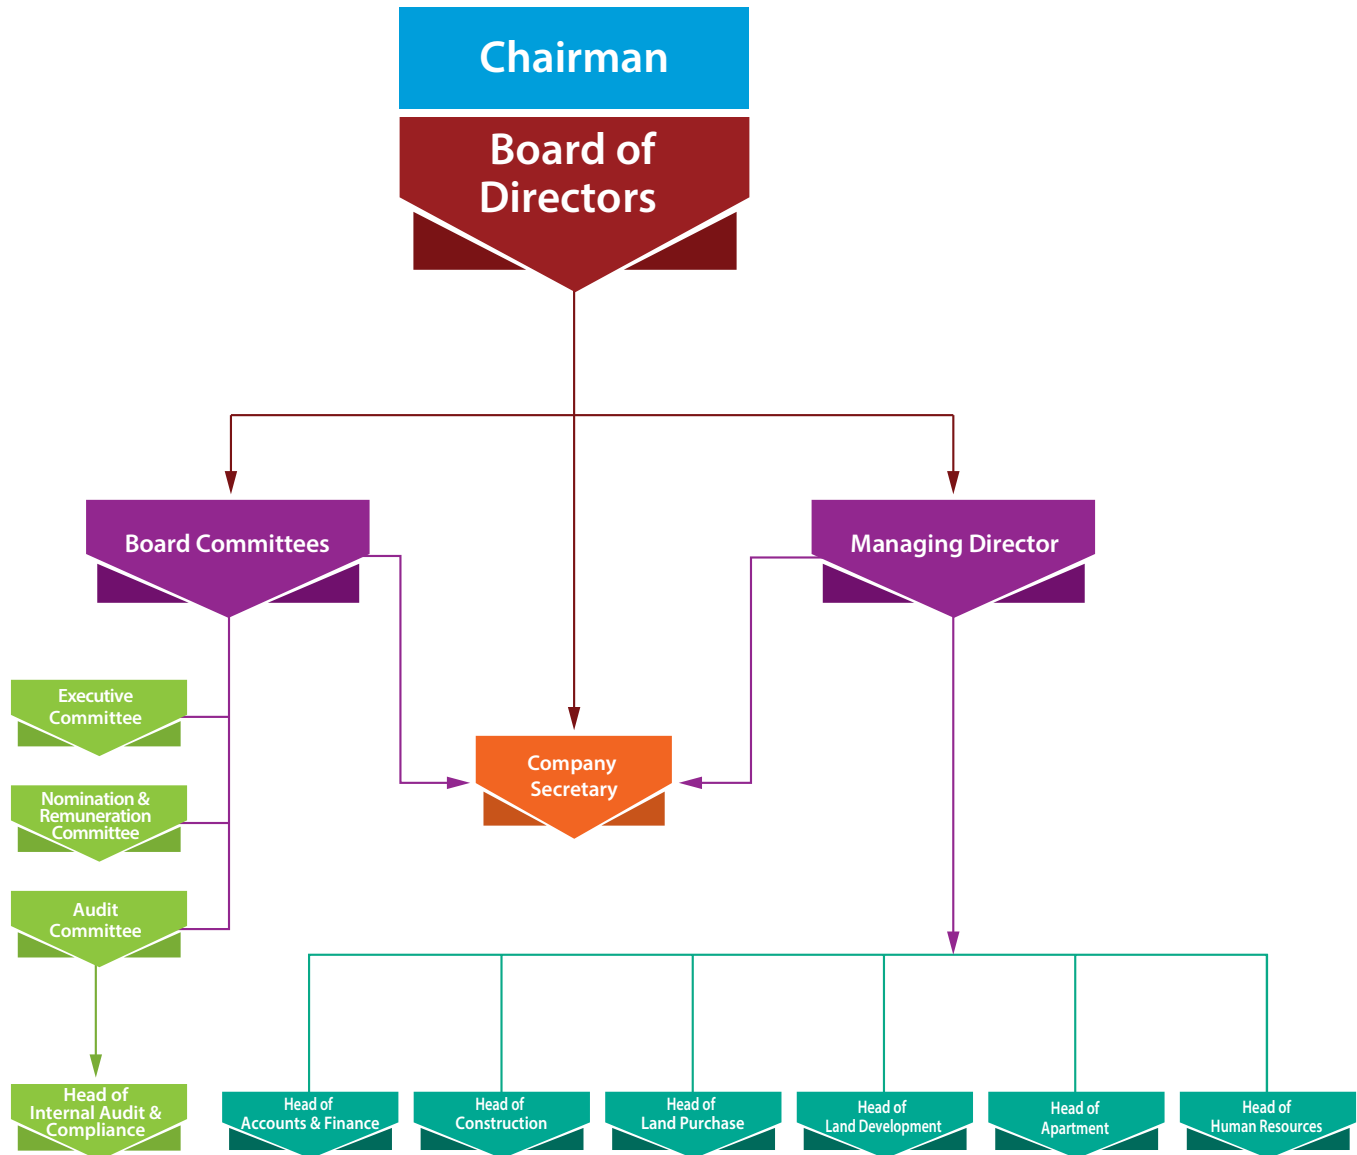 Chairman
Board of
Directors
Board Committees
Managing Director
Executive
Committee
Company
Secretary
Nomination &
Remuneration
Committee
Audit
Committee
Head of
Internal Audit &
Compliance
Head of
Accounts & Finance
Head of
Construction
Head of
Land Purchase
Head of
Land Development
Head of
Apartment
Head of
Human Resources